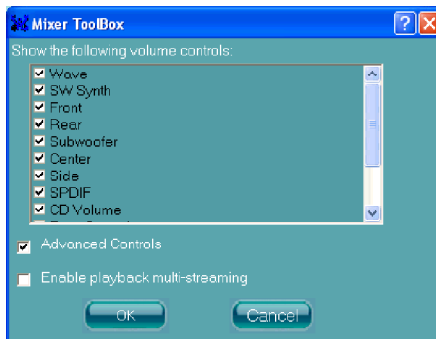 Mixer ToolBox
Show the following volume controls:
Wave
SW Synth
Front
Rear
Subwoofer
Center
Side
SPDIF
CD Volume
Advanced Controls
Enable playback multi-streaming
OK
Cancel